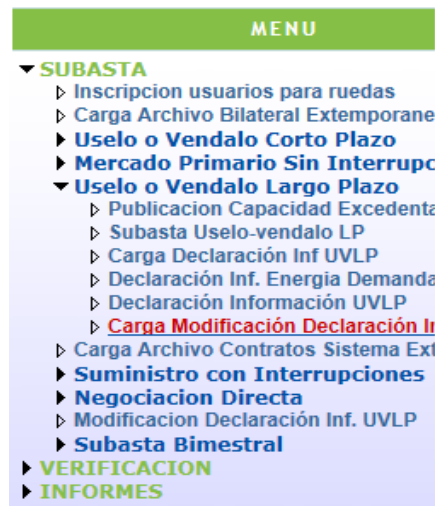 MENU
SUBASTA
Inscripcion usuarios para ruedas
Carga Archivo Bilateral Extemporane
Uselo o Vendalo Corto Plazo
Mercado Primario Sin Interrupc
Uselo o Vendalo Largo Plazo
Publicacion Capacidad Excedenta
Subasta Uselo-vendalo LP
Carga Declaración Inf UVLP
Declaración Inf. Energia Demanda
Declaración Información UVLP
Carga Modificación Declaración In
Carga Archivo Contratos Sistema Ext
Suministro con Interrupciones
Negociacion Directa
Modificacion Declaración Inf. UVLP
Subasta Bimestral
VERIFICACION
INFORMES